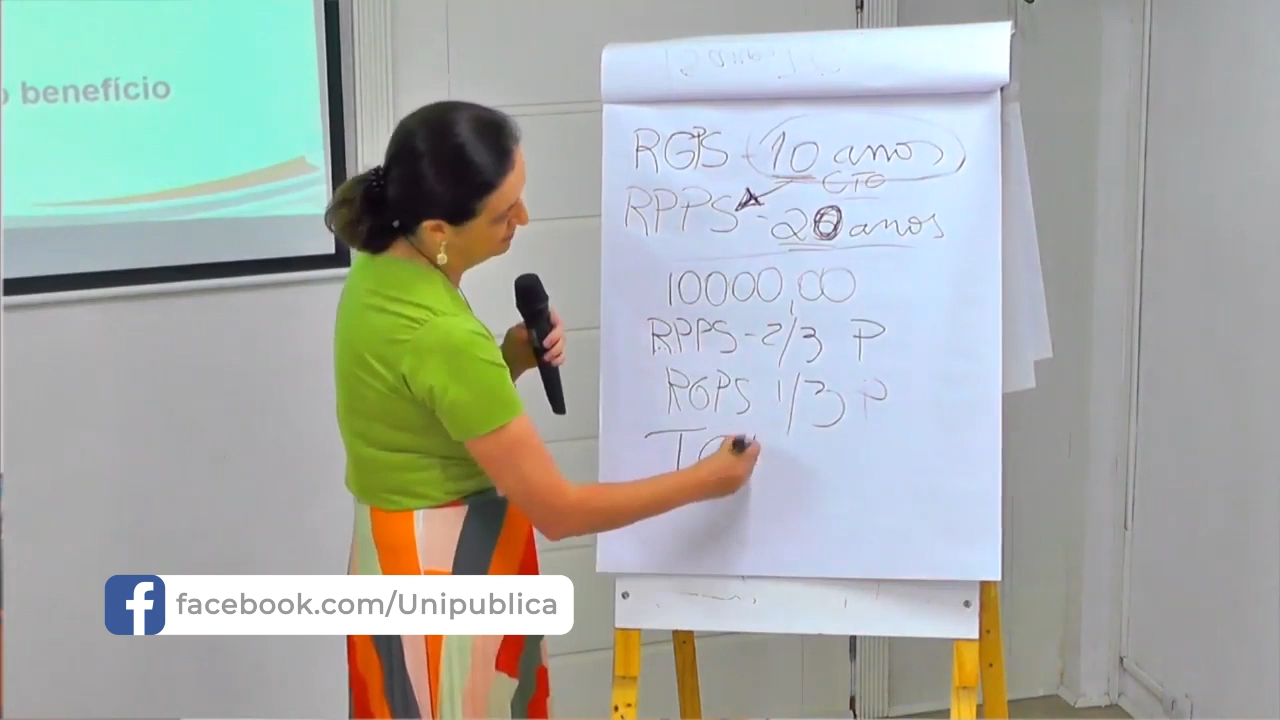 o benefício
RGPS - 10 anos
CTC
RPPS - 20 anos
10000,00
RPPS - 2/3 P
RGPS 1/3 P
facebook.com/Unipublica